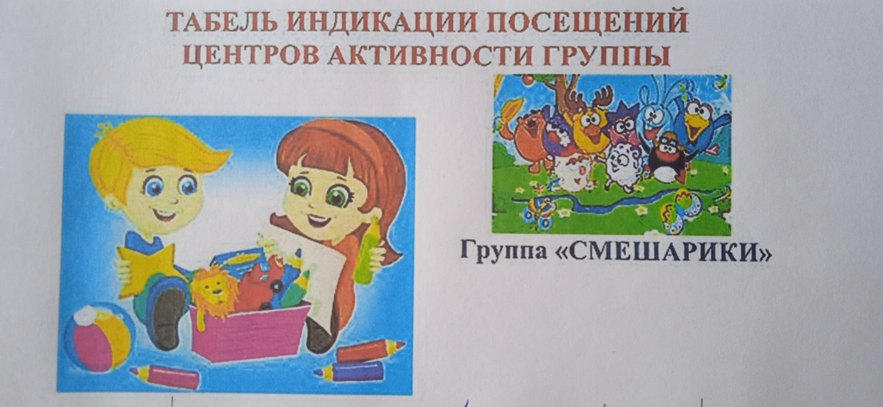 ТАБЕЛЬ ИНДИКАЦИИ ПОСЕЩЕНИЙ
ЦЕНТРОВ АКТИВНОСТИ ГРУППЫ
Группа «СМЕШАРИКИ»